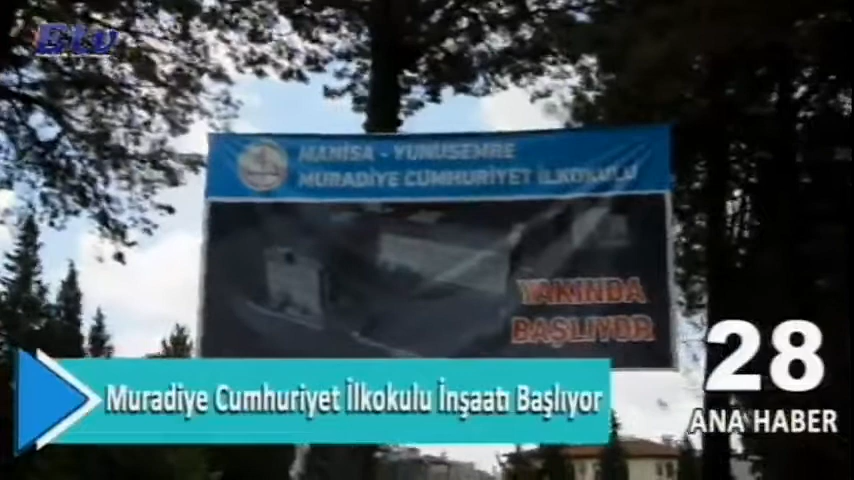 Etv
MANİSA - YUNUSEMRE
MURADİYE CUMHURİYET İLKOKULU
YAKINDA
BAŞLIYOR
Muradiye Cumhuriyet İlkokulu İnşaatı Başlıyor
28
ANA HABER